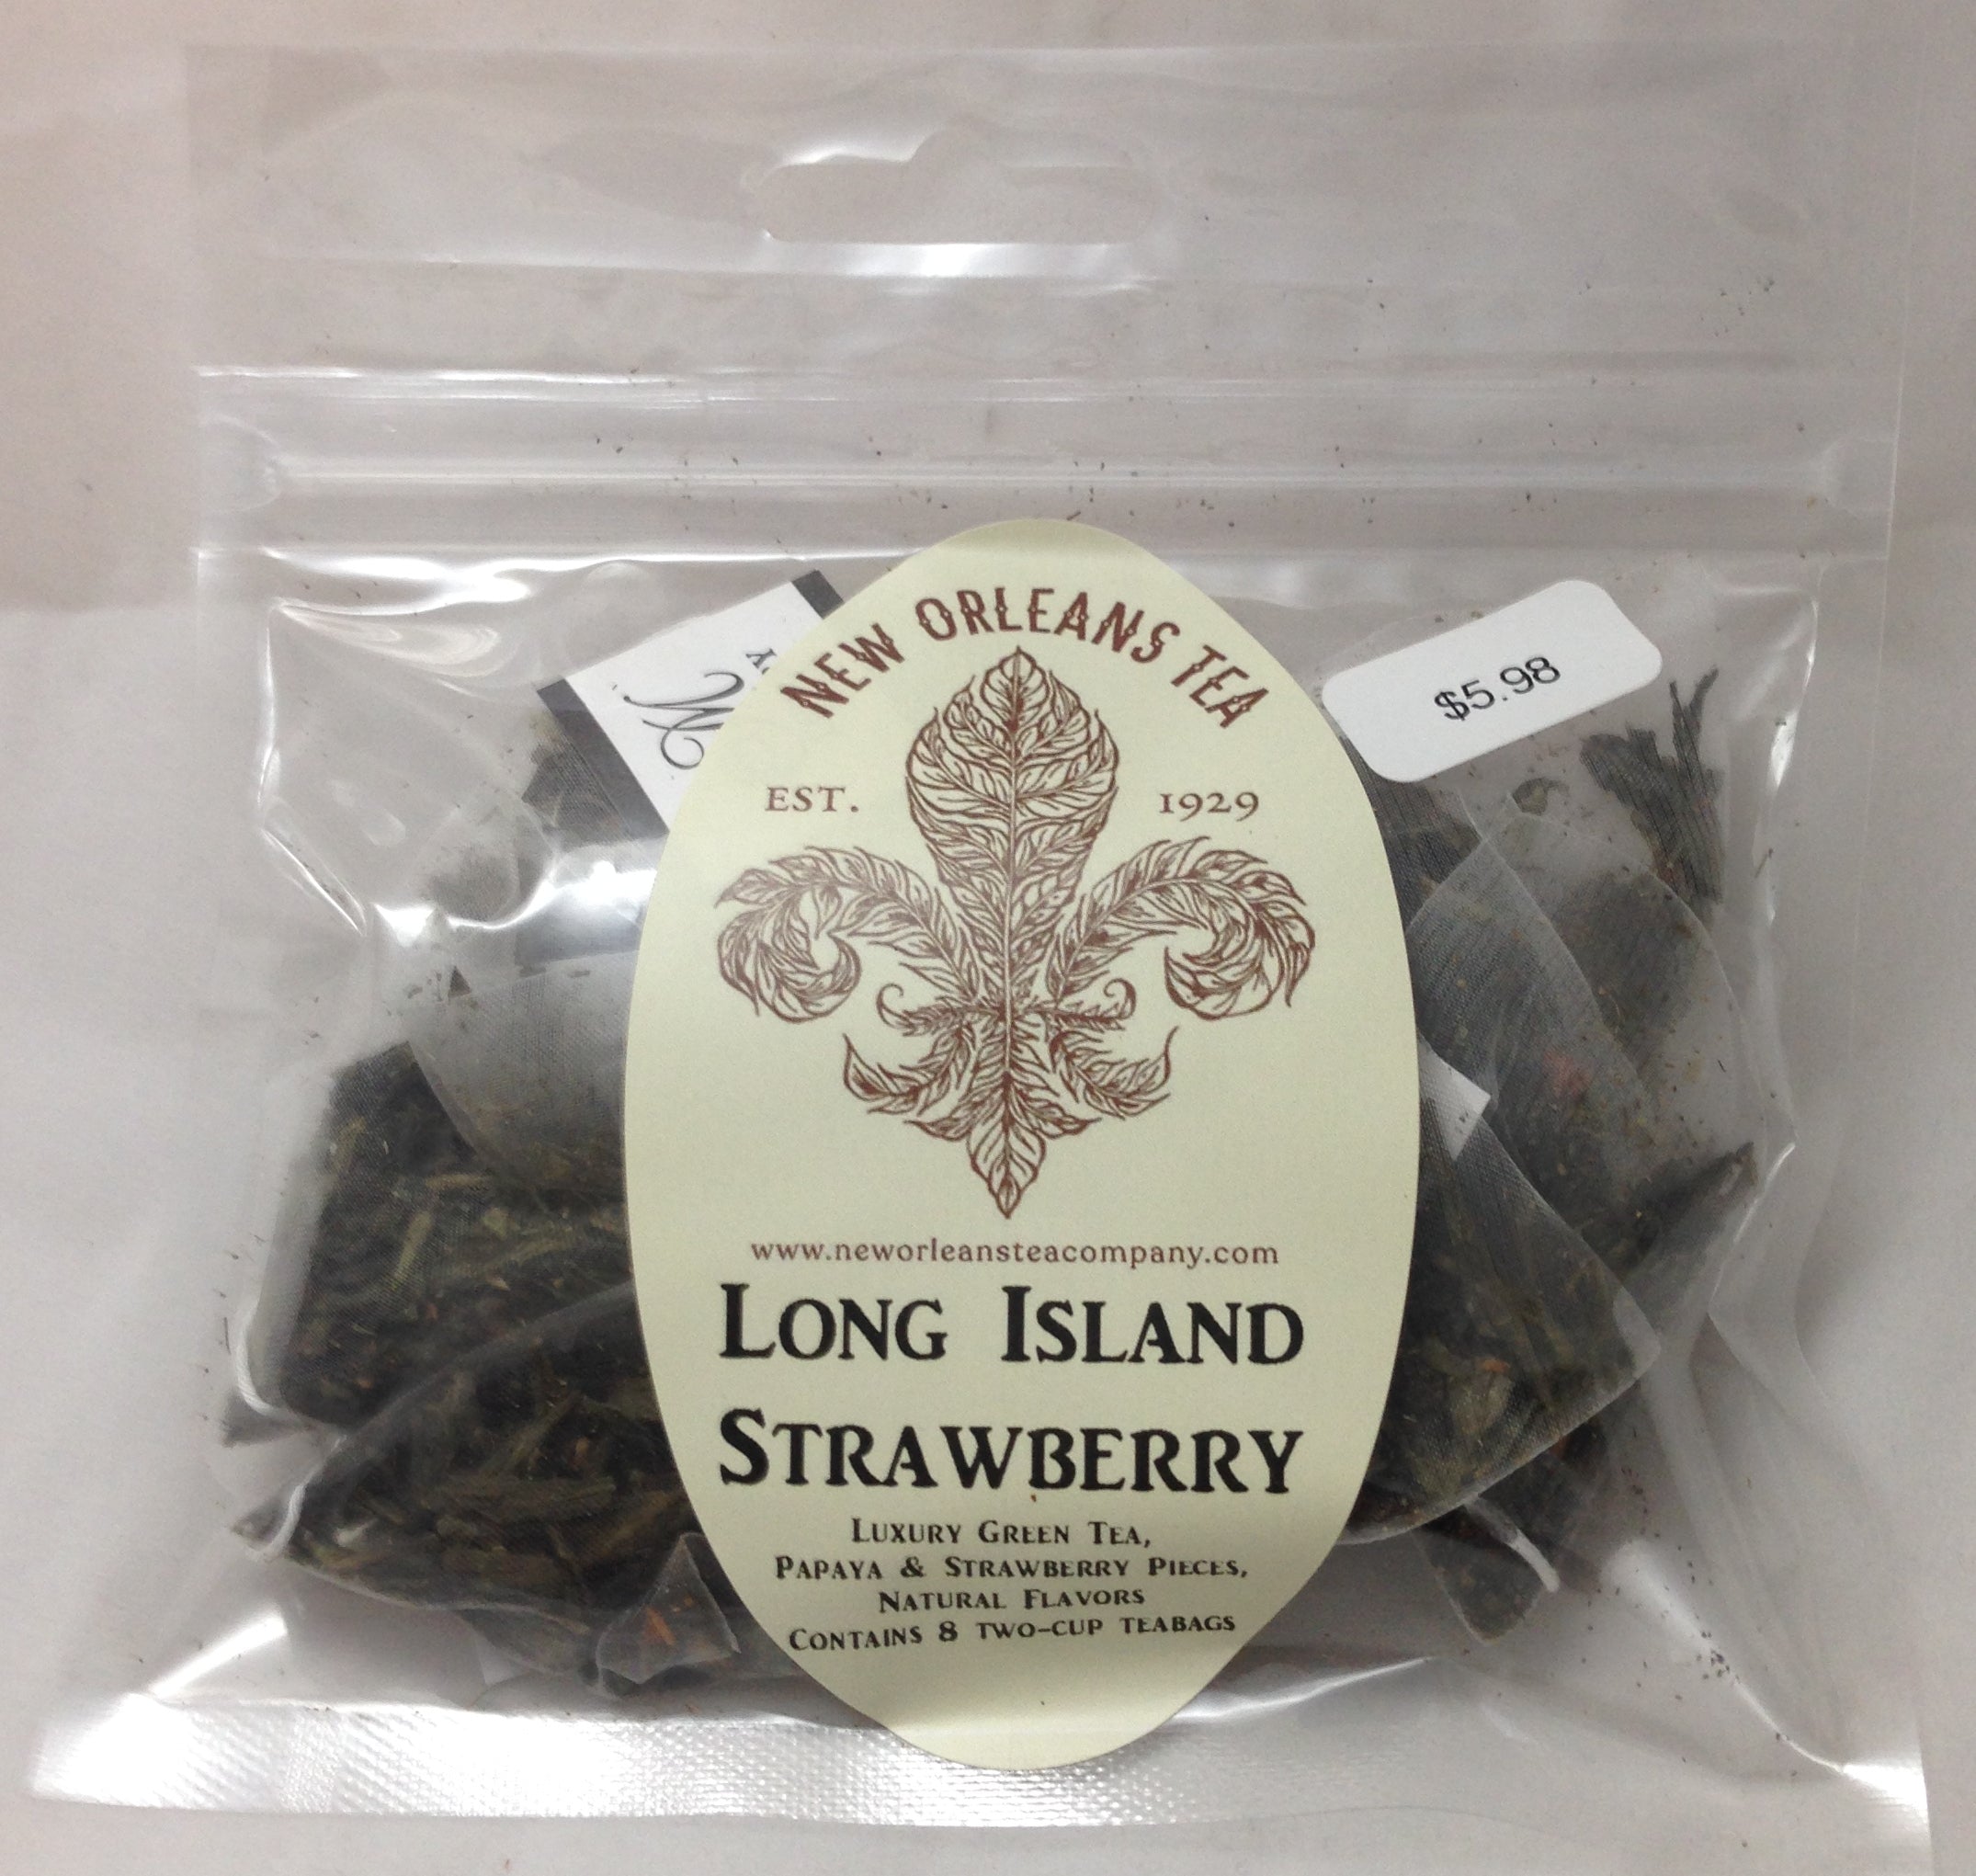 NEW ORLEANS TEA
$5.98
EST. 1929
www.neworleansteacompany.com
LONG ISLAND
STRAWBERRY
LUXURY GREEN TEA,
PAPAYA & STRAWBERRY PIECES,
NATURAL FLAVORS
CONTAINS 8 TWO-CUP TEABAGS